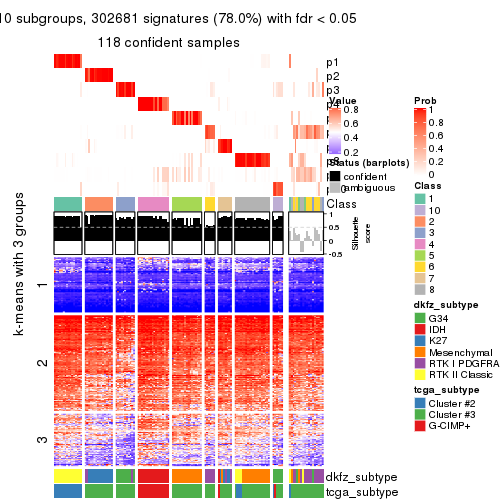 10 subgroups, 302681 signatures (78.0%) with fdr < 0.05
118 confident samples
p1
p2
p3
Value
0.8
0.6
0.4
0.2
Prob
1
0.8
0.6
0.4
0.2
0
Status (barplots)
confident
ambiguous
Class
1
0.5
0
-0.5
Silhouette
score
k-means with 3 groups
1
2
3
Class
1
10
2
3
4
5
6
7
8
dkfz_subtype
G34
IDH
K27
Mesenchymal
RTK I PDGFRA
RTK II Classic
tcga_subtype
Cluster #2
Cluster #3
G-CIMP+
dkfz_subtype
tcga_subtype